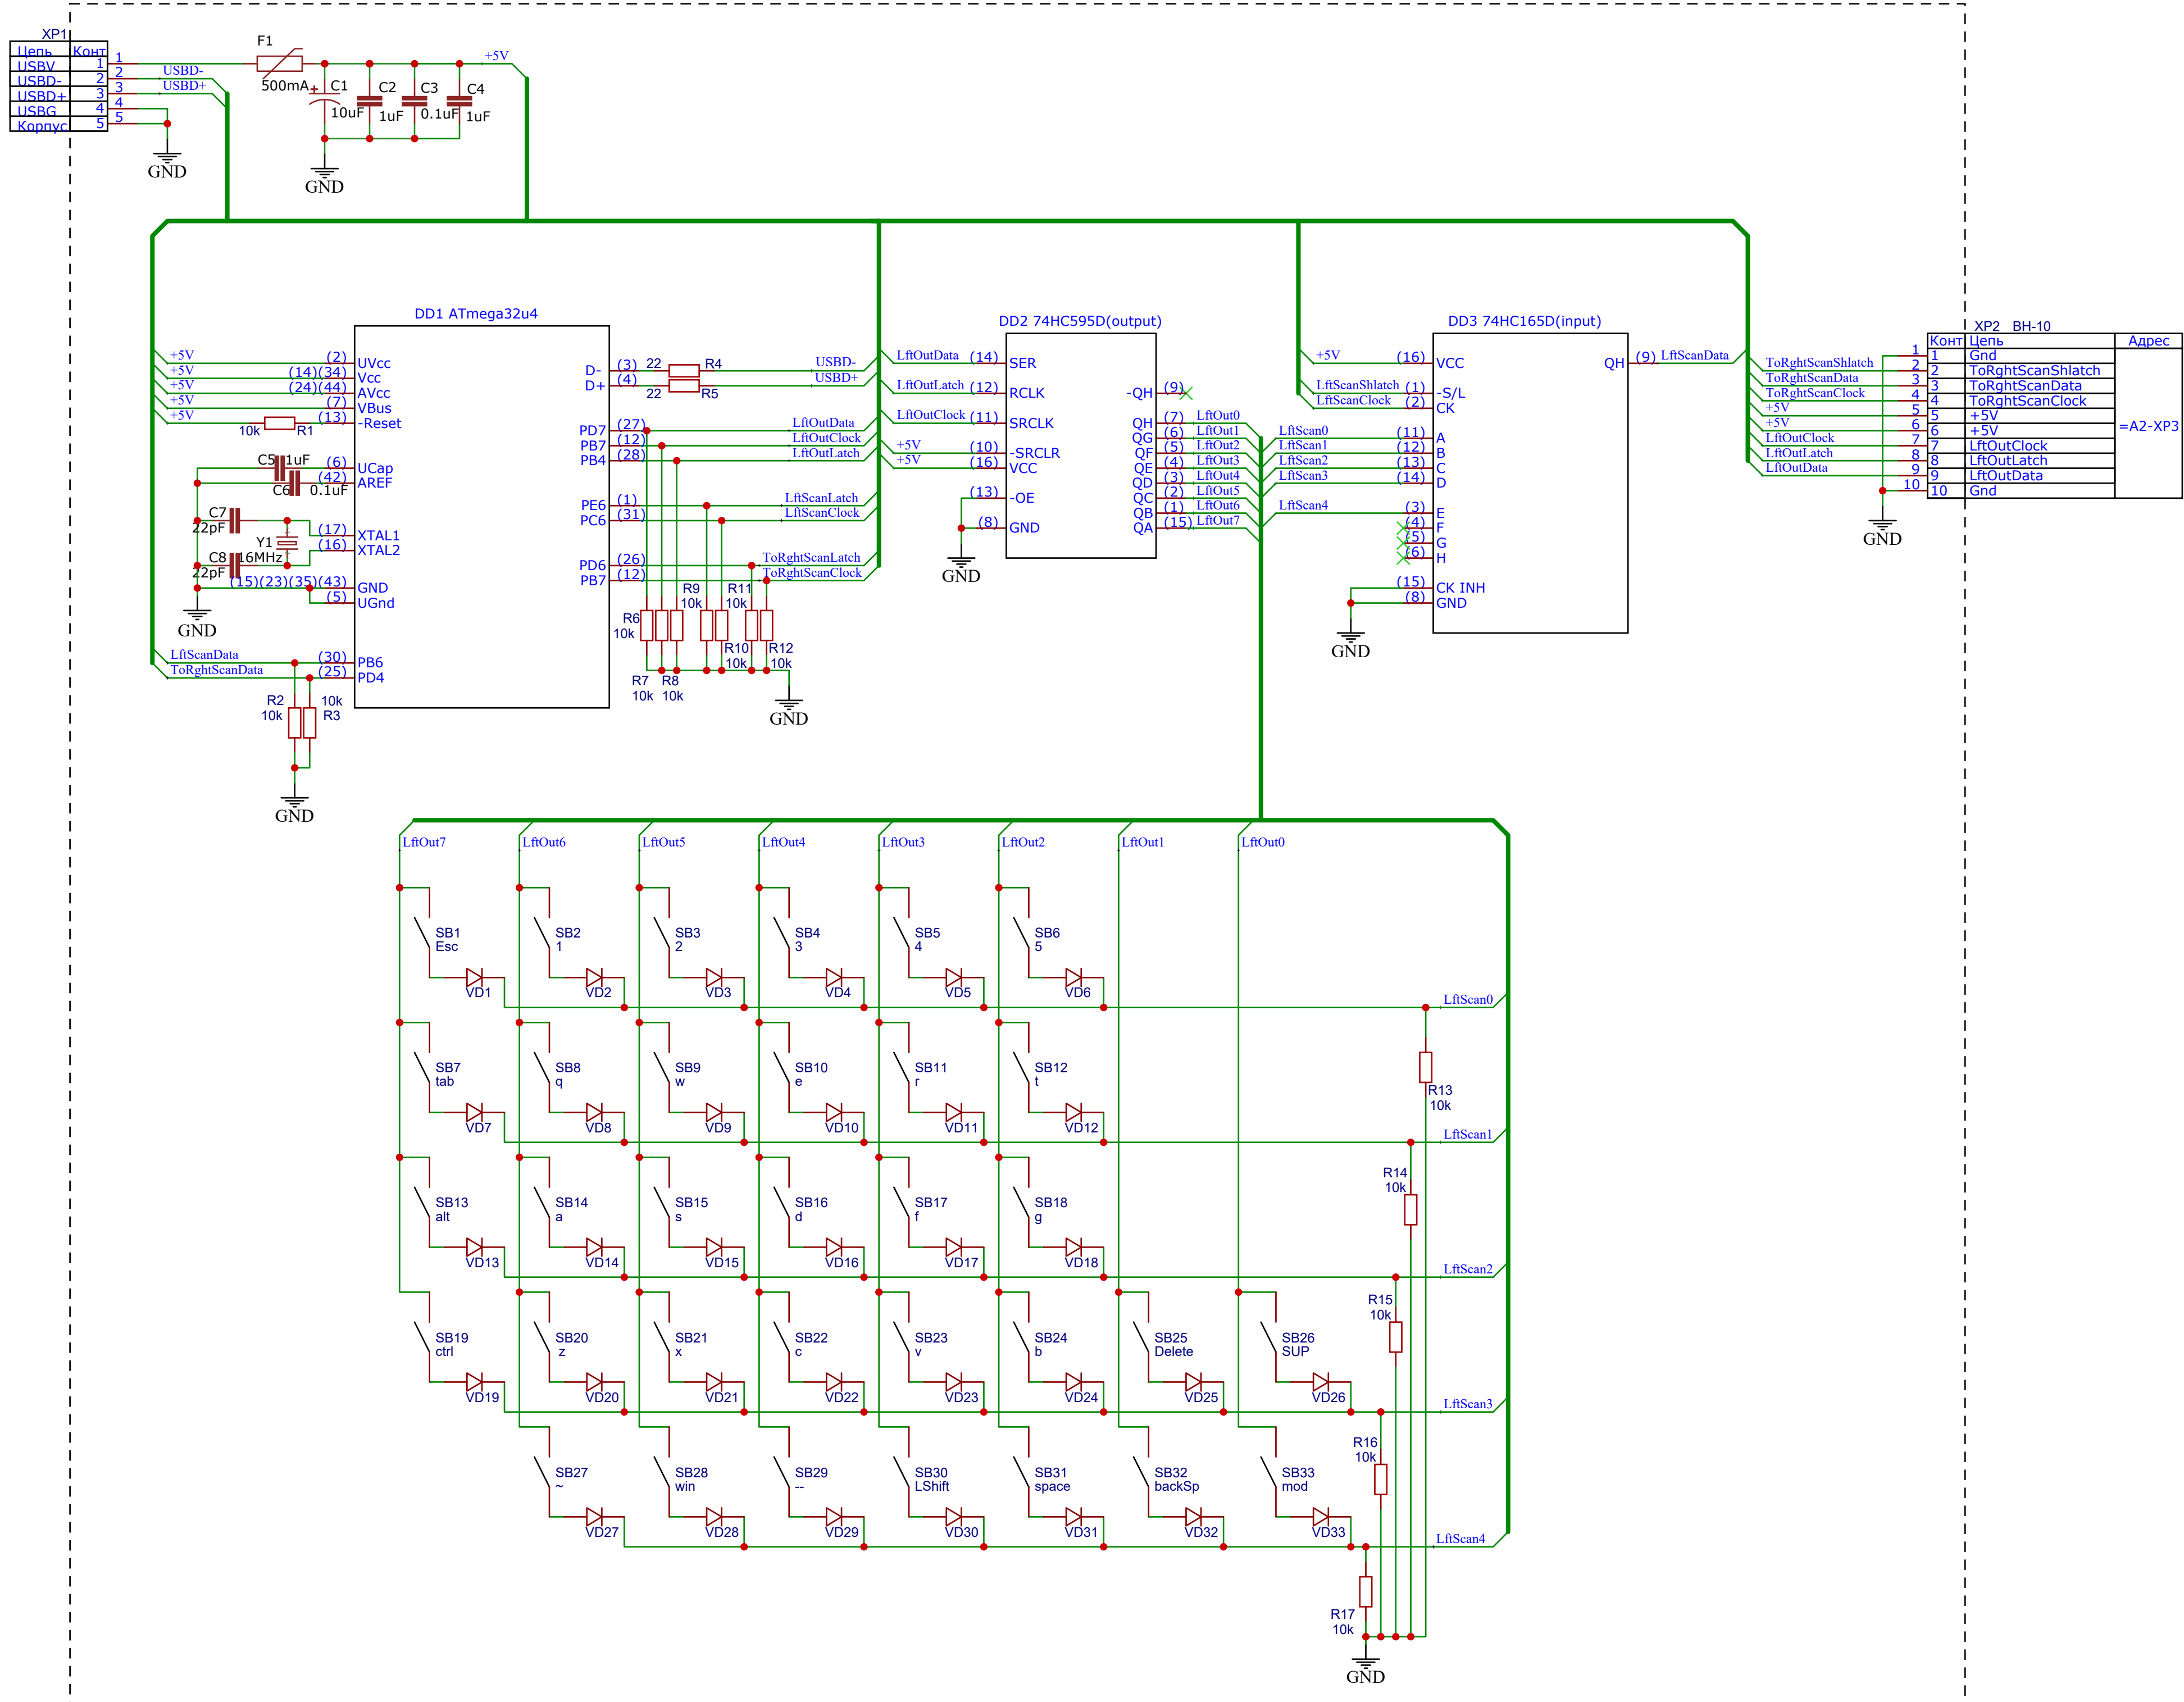 XP1
Цепь Конт
USBV 1 1
USBD- 2 2
USBD+ 3 3
USBG 4 4
Корпус 5 5
USBD-
USBD+
GND
F1
500mA
+
C1
10uF
C2
1uF
C3
0.1uF
C4
1uF
+5V
GND
DD1 ATmega32u4
+5V (2) UVcc
+5V (14)(34) Vcc
+5V (24)(44) AVcc
+5V (7) VBus
+5V (13) -Reset
10k R1
C5 1uF (6) UCap
C6 0.1uF (42) AREF
C7
22pF
Y1
16MHz
C8
22pF
(17) XTAL1
(16) XTAL2
(15)(23)(35)(43) GND
(5) UGnd
GND
LftScanData (30) PB6
ToRghtScanData (25) PD4
R2
10k
10k
R3
GND
D- (3) 22 R4 USBD-
D+ (4) 22 R5 USBD+
PD7 (27) LftOutData
PB7 (12) LftOutClock
PB4 (28) LftOutLatch
PE6 (1) LftScanLatch
PC6 (31) LftScanClock
PD6 (26) ToRghtScanLatch
PB7 (12) ToRghtScanClock
R9
10k
R11
10k
R6
10k
R10
10k
R12
10k
R7
10k
R8
10k
GND
DD2 74HC595D(output)
LftOutData (14) SER
LftOutLatch (12) RCLK
LftOutClock (11) SRCLK
+5V (10) -SRCLR
+5V (16) VCC
(13) -OE
(8) GND
GND
-QH (9)
QH (7) LftOut0
QG (6) LftOut1
QF (5) LftOut2
QE (4) LftOut3
QD (3) LftOut4
QC (2) LftOut5
QB (1) LftOut6
QA (15) LftOut7
DD3 74HC165D(input)
+5V (16) VCC
LftScanShlatch (1) -S/L
LftScanClock (2) CK
LftScan0 (11) A
LftScan1 (12) B
LftScan2 (13) C
LftScan3 (14) D
LftScan4 (3) E
(4) F
(5) G
(6) H
(15) CK INH
(8) GND
GND
QH (9) LftScanData
XP2 BH-10
Конт Цепь Адрес
1 1 Gnd
ToRghtScanShlatch 2 2 ToRghtScanShlatch
ToRghtScanData 3 3 ToRghtScanData
ToRghtScanClock 4 4 ToRghtScanClock
+5V 5 5 +5V
+5V 6 6 +5V
LftOutClock 7 7 LftOutClock
LftOutLatch 8 8 LftOutLatch
LftOutData 9 9 LftOutData
10 10 Gnd
=A2-XP3
GND
LftOut7 LftOut6 LftOut5 LftOut4 LftOut3 LftOut2 LftOut1 LftOut0
SB1 SB2 SB3 SB4 SB5 SB6
Esc 1 2 3 4 5
VD1 VD2 VD3 VD4 VD5 VD6
LftScan0
SB7 SB8 SB9 SB10 SB11 SB12
tab q w e r t
VD7 VD8 VD9 VD10 VD11 VD12
R13
10k
LftScan1
SB13 SB14 SB15 SB16 SB17 SB18
alt a s d f g
VD13 VD14 VD15 VD16 VD17 VD18
R14
10k
LftScan2
SB19 SB20 SB21 SB22 SB23 SB24 SB25 SB26
ctrl z x c v b Delete SUP
VD19 VD20 VD21 VD22 VD23 VD24 VD25 VD26
R15
10k
LftScan3
SB27 SB28 SB29 SB30 SB31 SB32 SB33
~ win -- LShift space backSp mod
VD27 VD28 VD29 VD30 VD31 VD32 VD33
R16
10k
LftScan4
R17
10k
GND